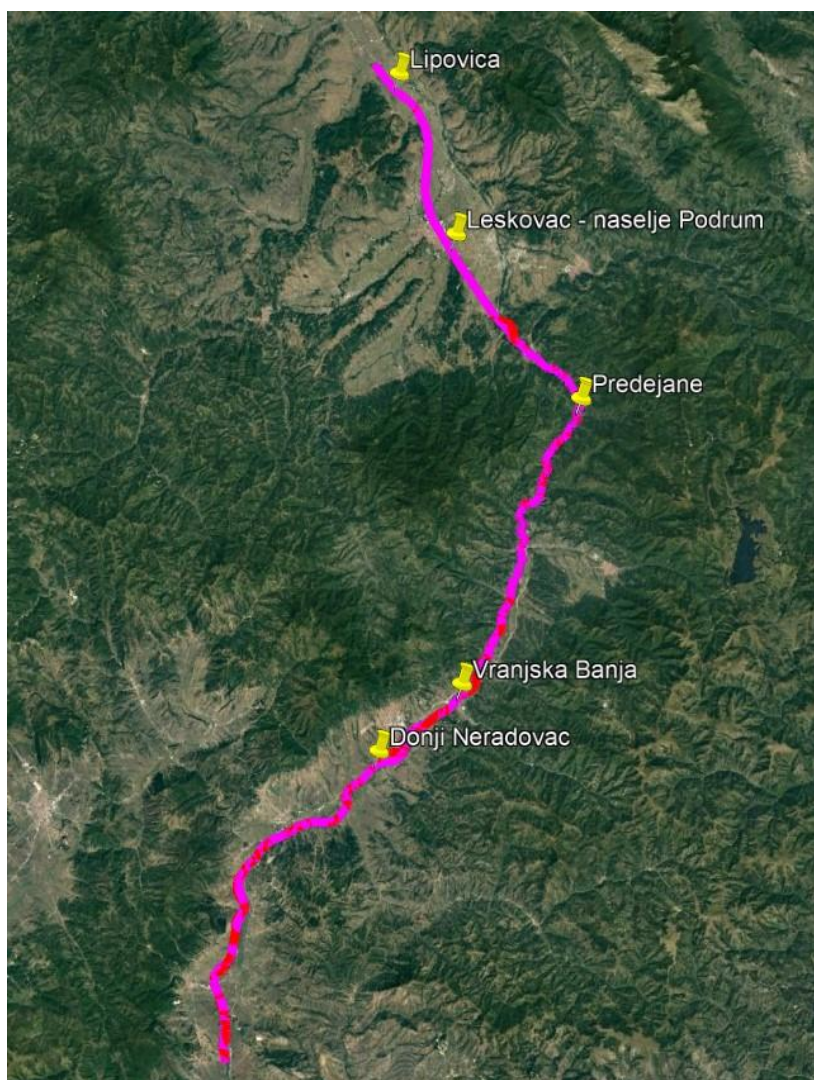 Lipovica
Leskovac - naselje Podrum
Predejane
Vranjska Banja
Donji Neradovac